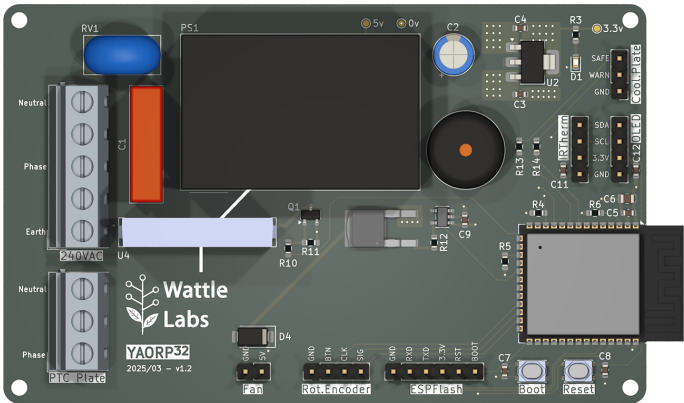 RV1
PS1
5v
0v
C2
C4
R3
3.3v
U2
D1
C3
SAFE
WARN
GND
Cool.Plate
Neutral
Phase
Earth
240VAC
C1
IRTherm
SDA
SCL
3.3V
GND
OLED
C12
C11
R13
R14
C6
C5
R4
R6
Q1
R11
R10
R12
C9
R5
U4
Neutral
Phase
PTC Plate
Wattle
Labs
YAORP32
2025/03 - v1.2
D4
GND
5V
Fan
GND
BTN
CLK
SIG
Rot.Encoder
GND
RXD
TXD
3.3V
RST
BOOT
ESPFlash
C7
Boot
Reset
C8